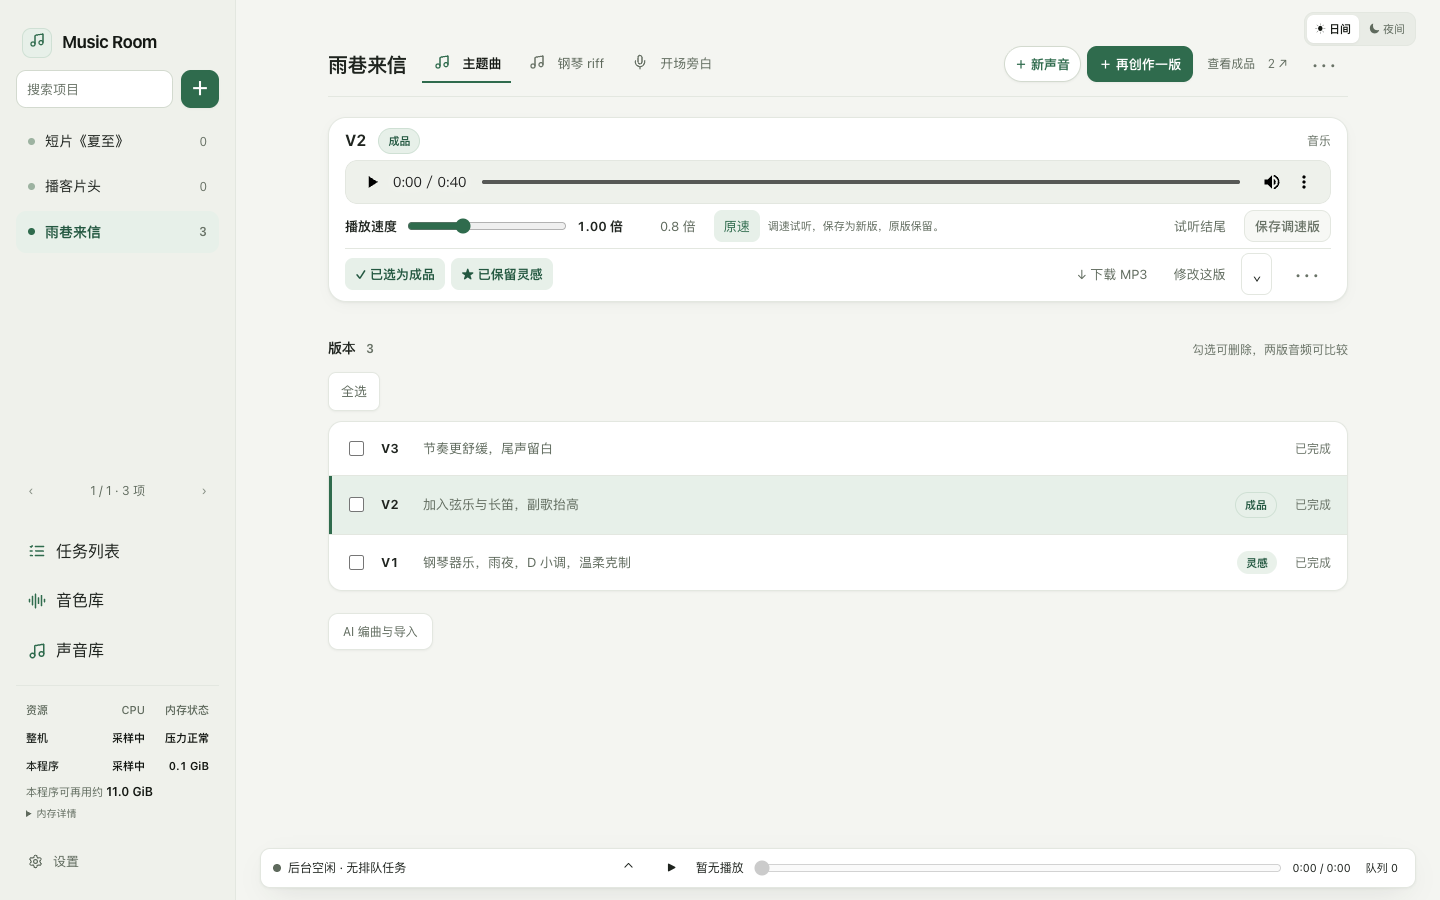 Music Room
搜索项目
短片《夏至》 0
播客片头 0
雨巷来信 3
1 / 1 · 3 项
任务列表
音色库
声音库
资源 CPU 内存状态
整机 采样中 压力正常
本程序 采样中 0.1 GiB
本程序可再用约 11.0 GiB
内存详情
设置
日间 夜间
雨巷来信 主题曲 钢琴 riff 开场旁白 + 新声音 + 再创作一版 查看成品 2 ↗ ···
V2 成品 音乐
0:00 / 0:40
播放速度 1.00 倍 0.8 倍 原速 调速试听，保存为新版，原版保留。 试听结尾 保存调速版
✓ 已选为成品 ★ 已保留灵感 ↓ 下载 MP3 修改这版 ···
版本 3 勾选可删除，两版音频可比较
全选
V3 节奏更舒缓，尾声留白 已完成
V2 加入弦乐与长笛，副歌抬高 成品 已完成
V1 钢琴器乐，雨夜，D 小调，温柔克制 灵感 已完成
AI 编曲与导入
后台空闲 · 无排队任务 暂无播放 0:00 / 0:00 队列 0